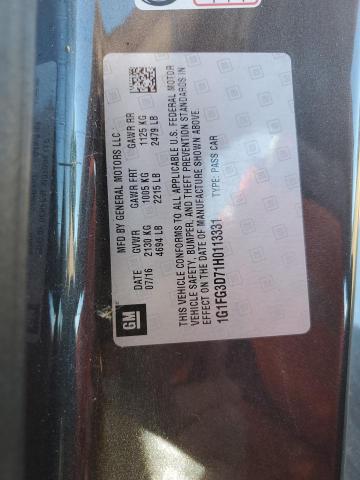 MFD BY GENERAL MOTORS LLC
DATE GVWR GAWR FRT GAWR RR
07/16 2130 KG 1005 KG 1125 KG
4694 LB 2215 LB 2479 LB
THIS VEHICLE CONFORMS TO ALL APPLICABLE U.S. FEDERAL MOTOR
VEHICLE SAFETY, BUMPER, AND THEFT PREVENTION STANDARDS IN
EFFECT ON THE DATE OF MANUFACTURE SHOWN ABOVE.
1G1FG3D71H0113331 TYPE: PASS CAR
GM